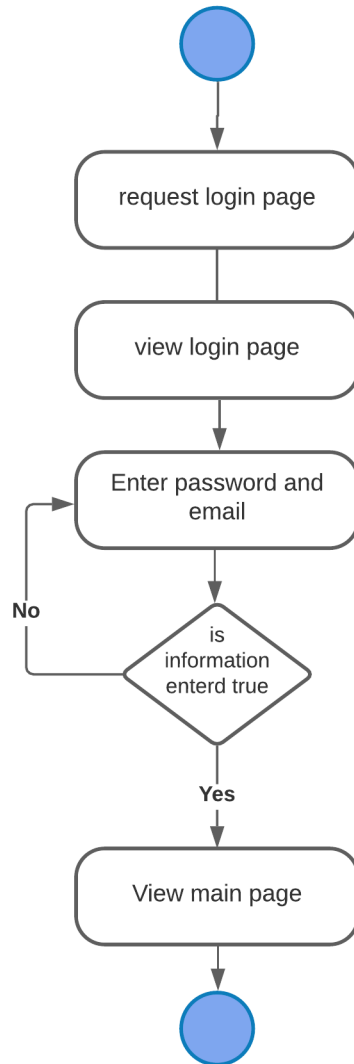 request login page
view login page
Enter password and
email
No
is
information
enterd true
Yes
View main page